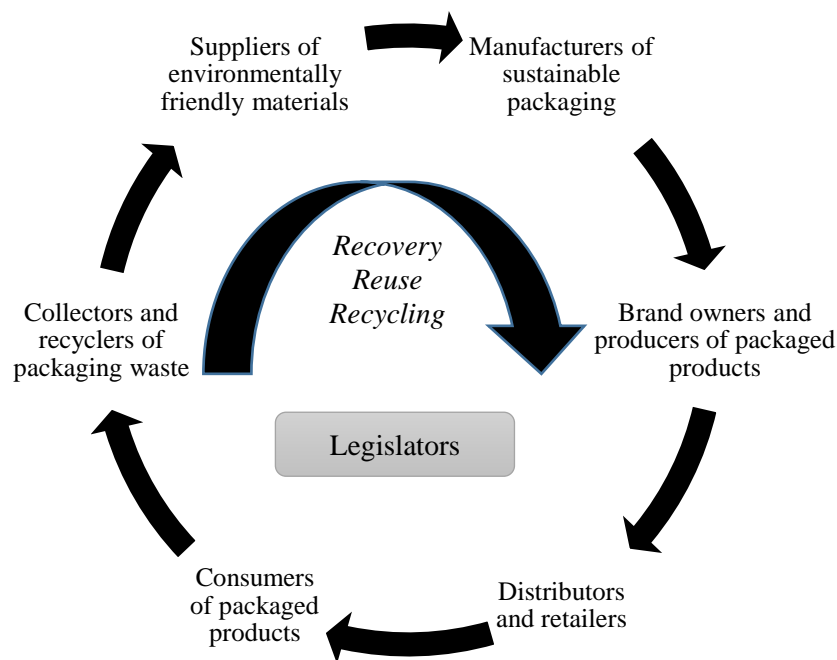 Suppliers of
environmentally
friendly materials
Manufacturers of
sustainable
packaging
Recovery
Reuse
Recycling
Collectors and
recyclers of
packaging waste
Brand owners and
producers of packaged
products
Legislators
Consumers
of packaged
products
Distributors
and retailers